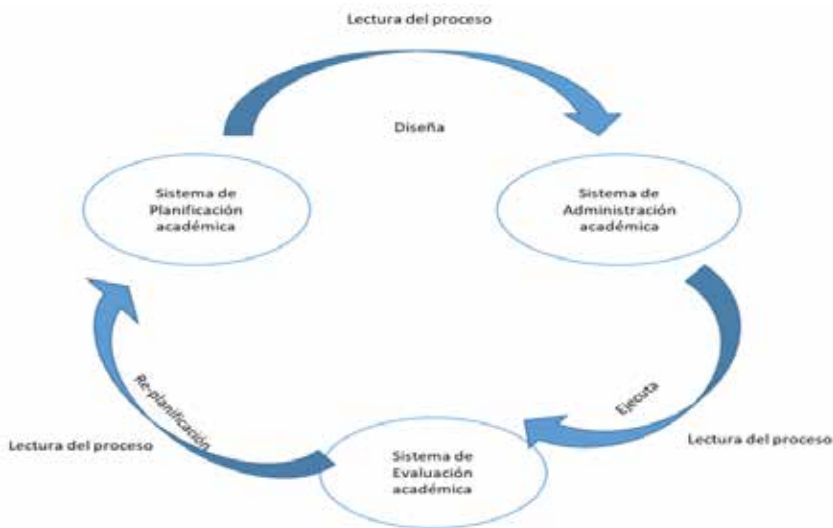 Lectura del proceso
Diseña
Sistema de
Planificación
académica
Sistema de
Administración
académica
Re-planificación
Ejecuta
Lectura del proceso
Lectura del proceso
Sistema de
Evaluación
académica